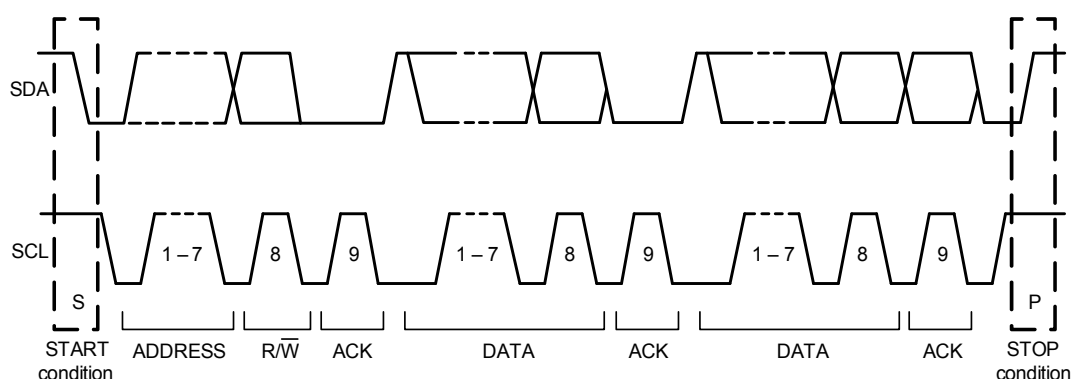 SDA
SCL
1 – 7
8
9
1 – 7
8
9
1 – 7
8
9
S
P
START
condition
ADDRESS
R/W̅
ACK
DATA
ACK
DATA
ACK
STOP
condition